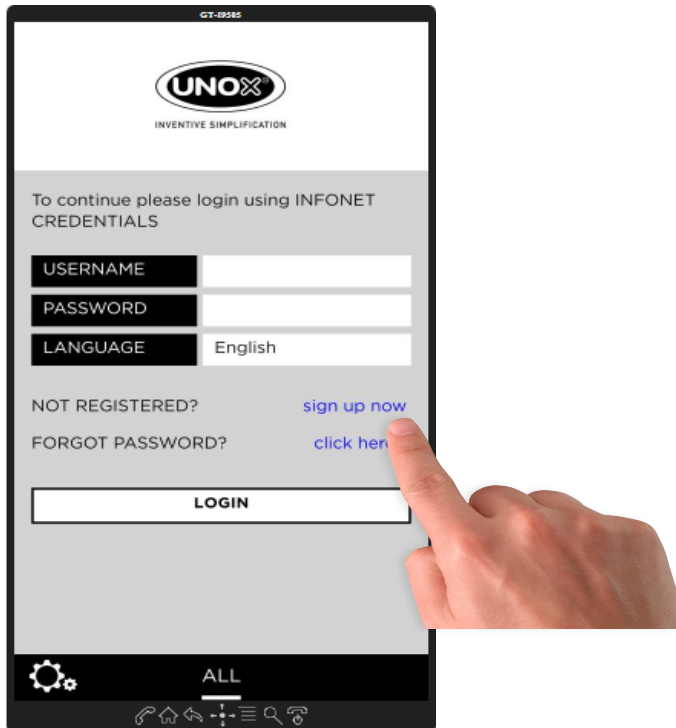 GT-I9505
UNOX®
INVENTIVE SIMPLIFICATION
To continue please login using INFONET
CREDENTIALS
USERNAME
PASSWORD
LANGUAGE English
NOT REGISTERED? sign up now
FORGOT PASSWORD? click here
LOGIN
ALL